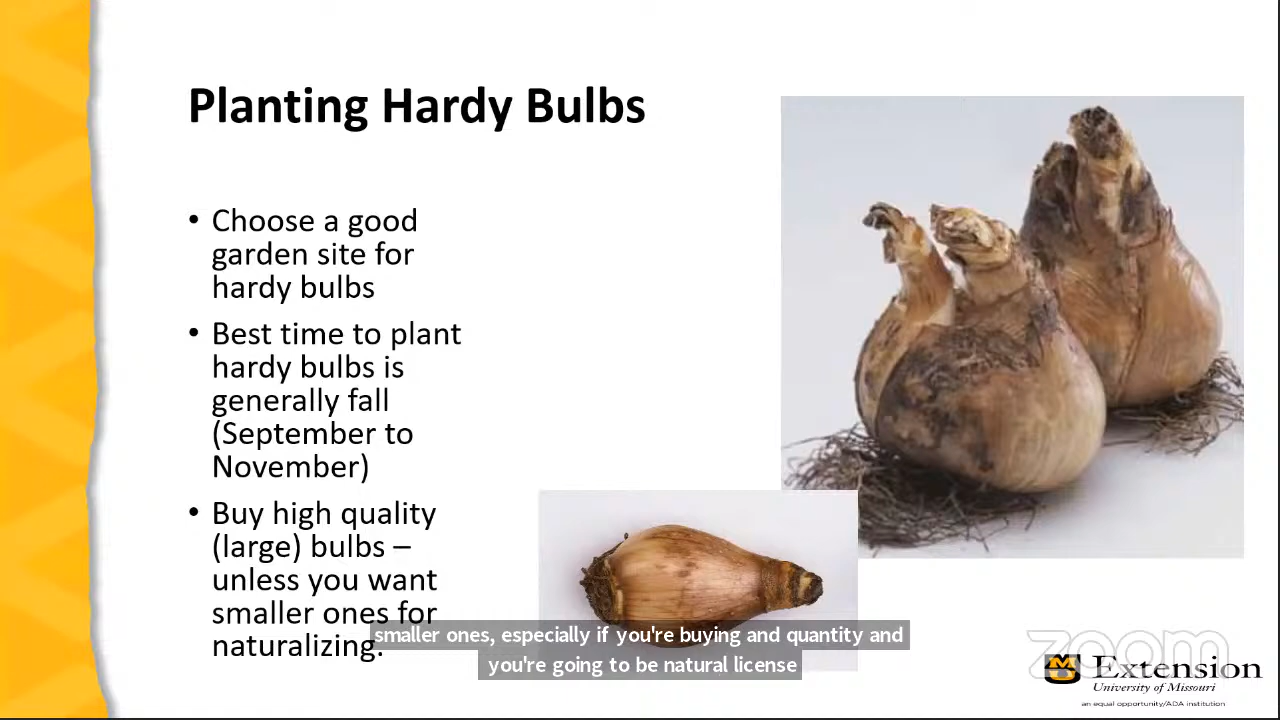 Planting Hardy Bulbs
• Choose a good
garden site for
hardy bulbs
• Best time to plant
hardy bulbs is
generally fall
(September to
November)
• Buy high quality
(large) bulbs –
unless you want
smaller ones for
naturalizing.
smaller ones, especially if you're buying and quantity and
you're going to be natural license
zoom
Extension
University of Missouri
an equal opportunity/ADA institution